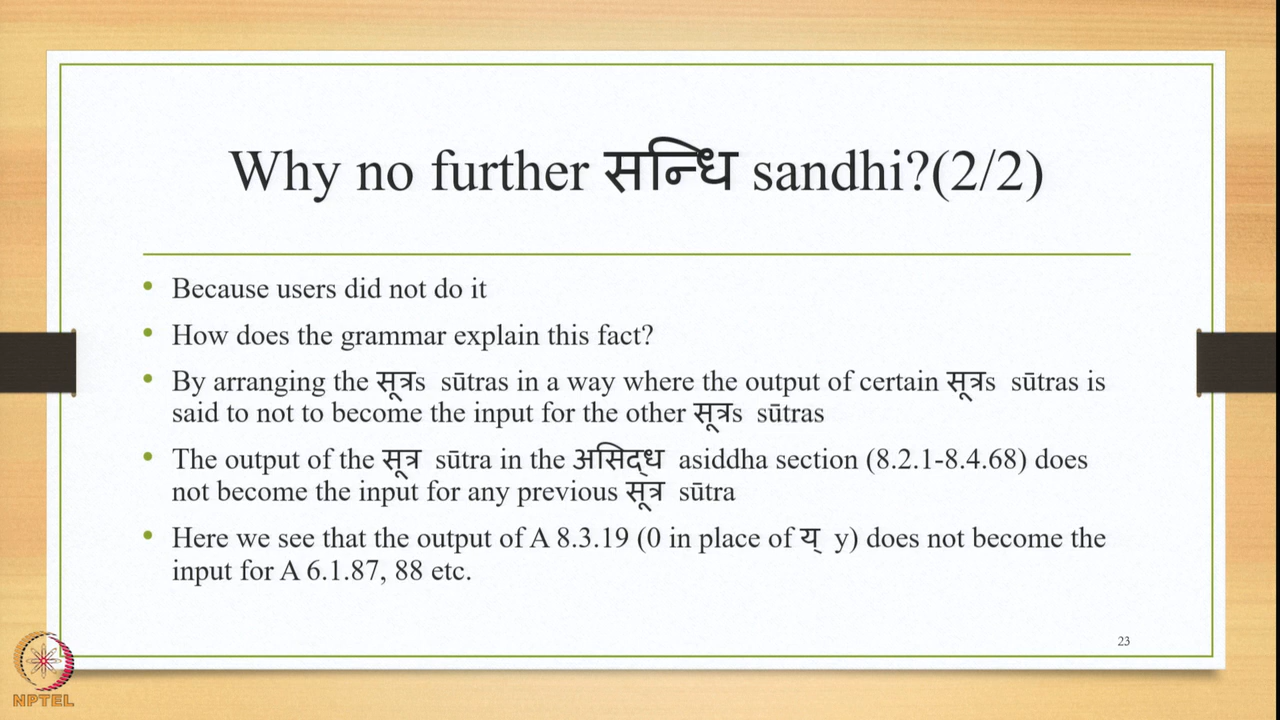 Why no further सन्धि sandhi?(2/2)
• Because users did not do it
• How does the grammar explain this fact?
• By arranging the सूत्रs sūtras in a way where the output of certain सूत्रs sūtras is
said to not to become the input for the other सूत्रs sūtras
• The output of the सूत्र sūtra in the असिद्ध asiddha section (8.2.1-8.4.68) does
not become the input for any previous सूत्र sūtra
• Here we see that the output of A 8.3.19 (0 in place of य् y) does not become the
input for A 6.1.87, 88 etc.
23
NPTEL